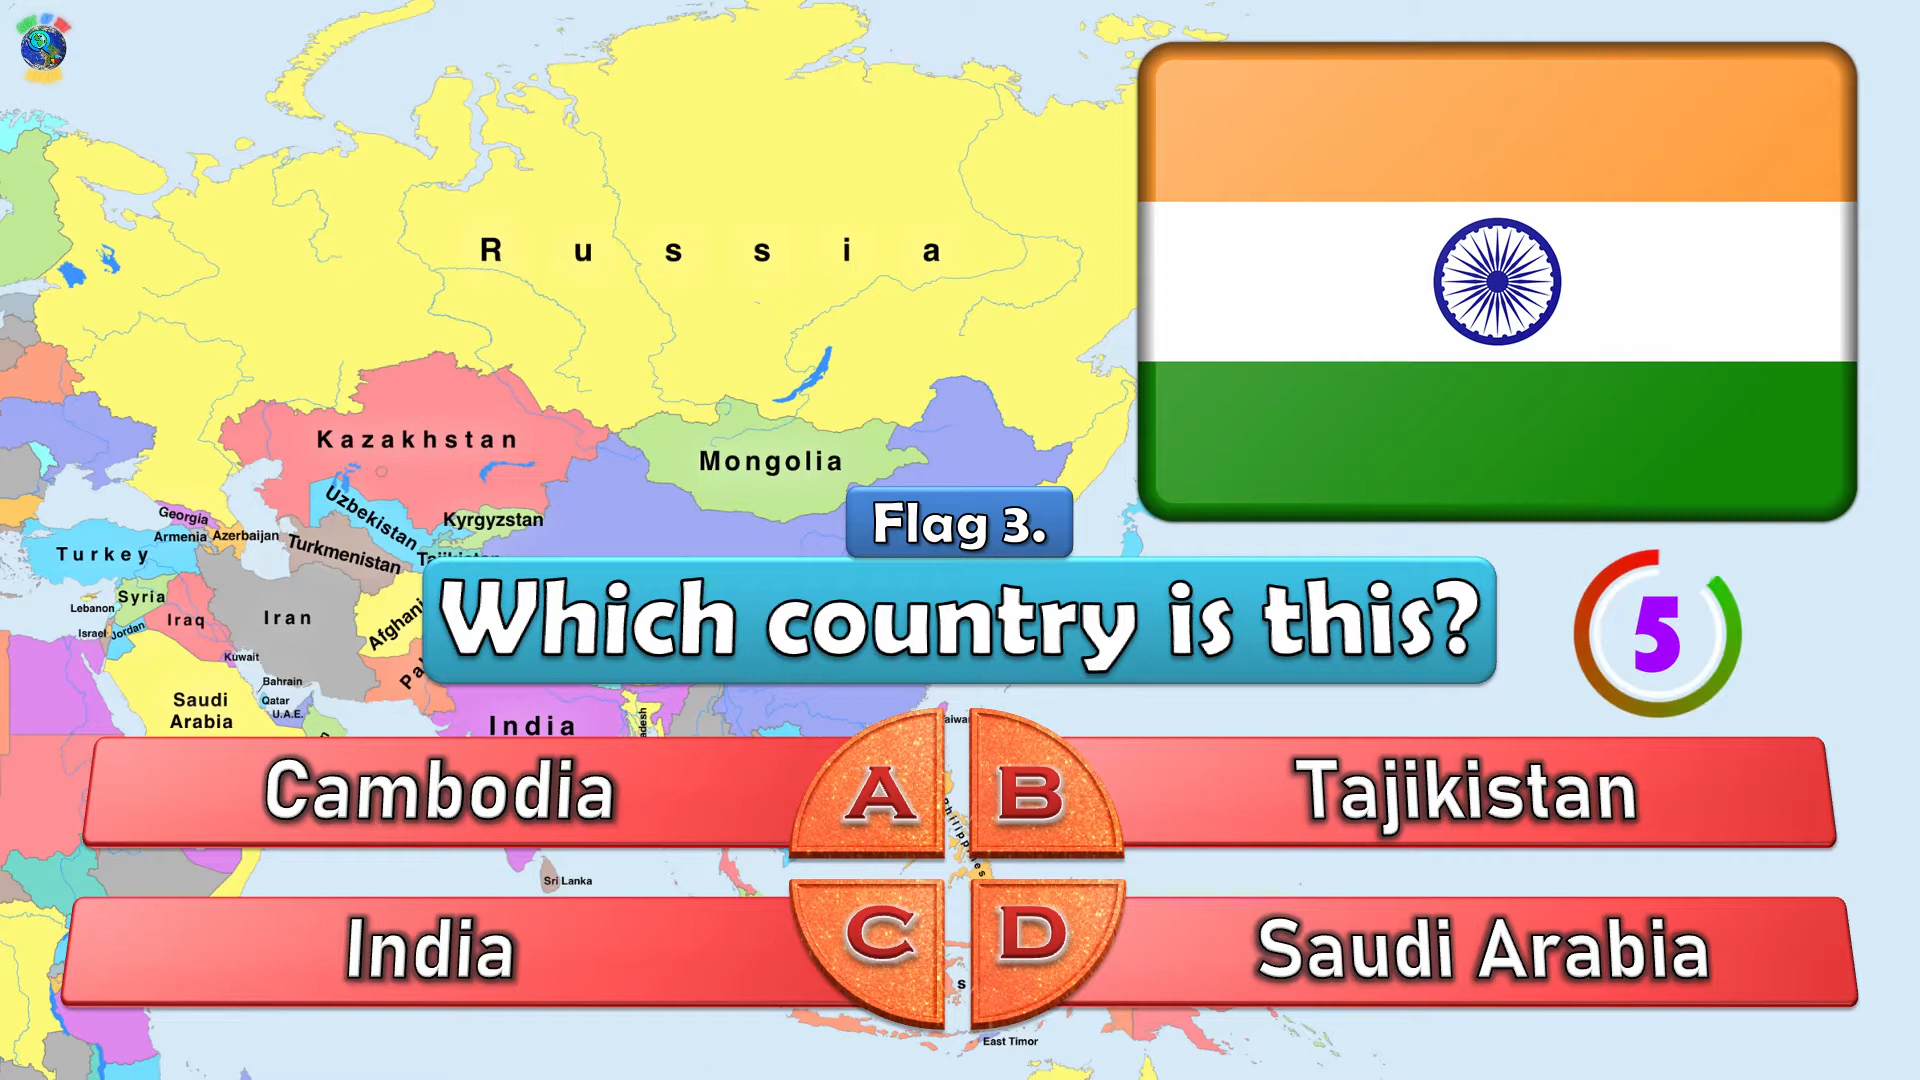 R u s s i a
Kazakhstan
Mongolia
Uzbekistan
Kyrgyzstan
Georgia
Armenia
Azerbaijan
Turkmenistan
Turkey
Flag 3.
Which country is this?
5
Syria
Lebanon
Iraq
Iran
Israel
Jordan
Kuwait
Bahrain
Qatar
U.A.E.
Saudi
Arabia
India
Cambodia
A
B
Tajikistan
Sri Lanka
India
C
D
Saudi Arabia
East Timor